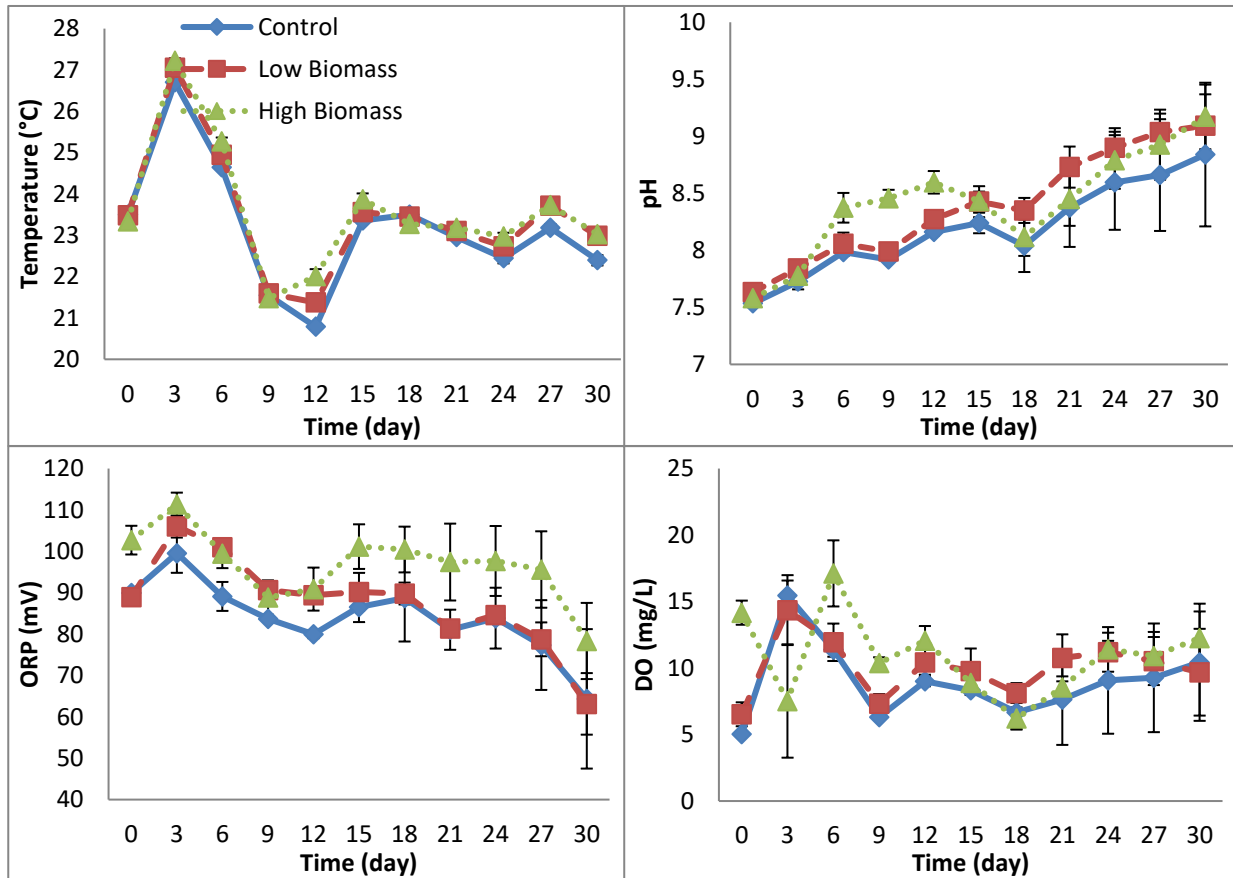 28
27
26
25
24
23
22
21
20
Temperature (°C)
Control
Low Biomass
High Biomass
0 3 6 9 12 15 18 21 24 27 30
Time (day)
10
9.5
9
8.5
8
7.5
7
pH
0 3 6 9 12 15 18 21 24 27 30
Time (day)
120
110
100
90
80
70
60
50
40
ORP (mV)
0 3 6 9 12 15 18 21 24 27 30
Time (day)
25
20
15
10
5
0
DO (mg/L)
0 3 6 9 12 15 18 21 24 27 30
Time (day)